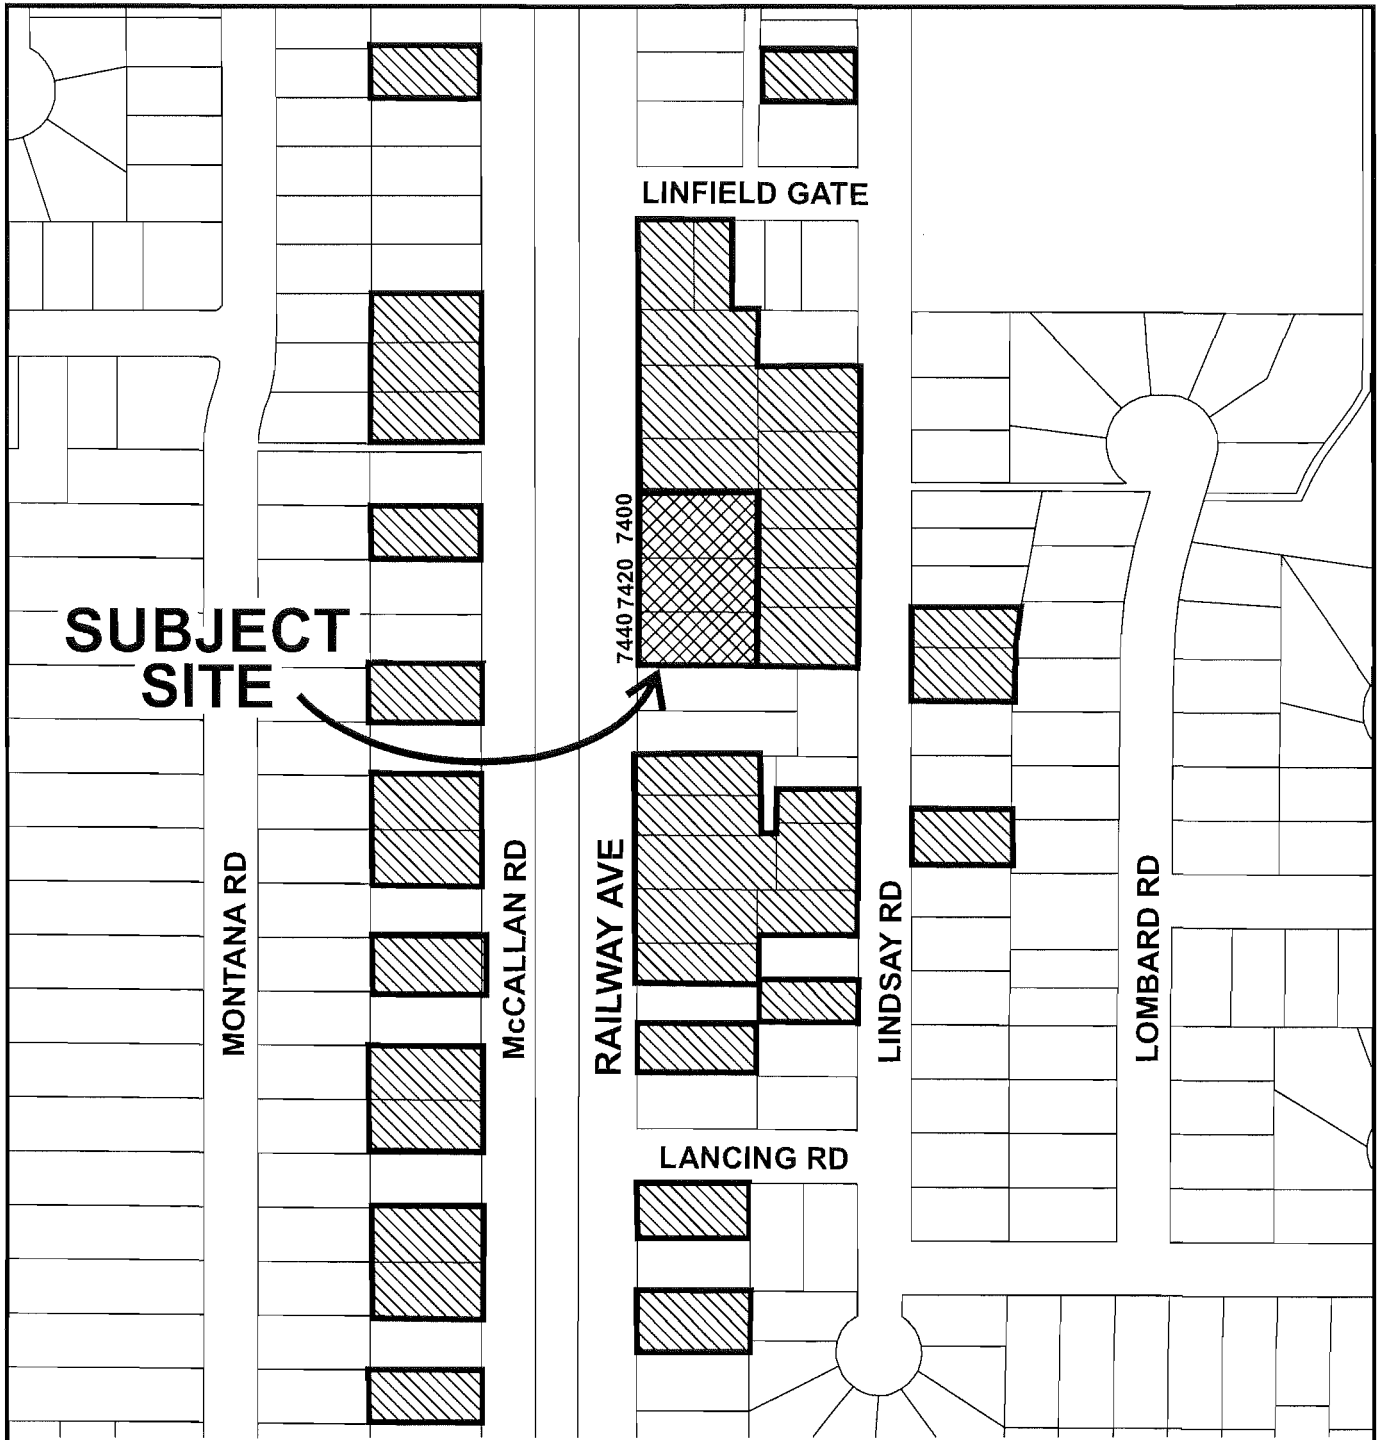 LINFIELD GATE
7400
7420
7440
SUBJECT
SITE
MONTANA RD
McCALLAN RD
RAILWAY AVE
LINDSAY RD
LOMBARD RD
LANCING RD